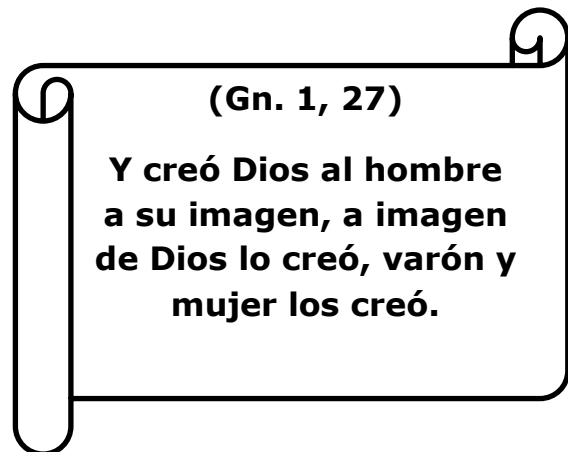 (Gn. 1, 27)
Y creó Dios al hombre
a su imagen, a imagen
de Dios lo creó, varón y
mujer los creó.